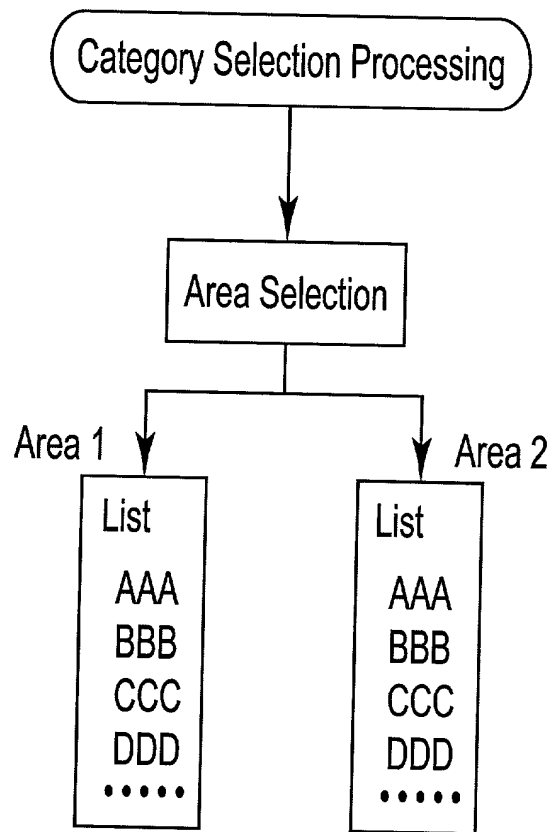 Category Selection Processing
Area Selection
Area 1
List
AAA
BBB
CCC
DDD
•••••
Area 2
List
AAA
BBB
CCC
DDD
•••••